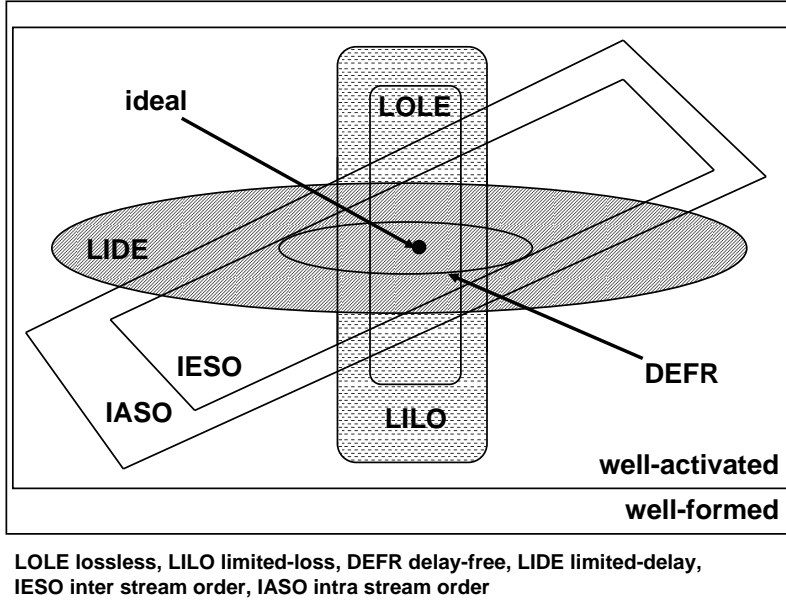 ideal
LOLE
LIDE
IESO
DEFR
IASO
LILO
well-activated
well-formed
LOLE lossless, LILO limited-loss, DEFR delay-free, LIDE limited-delay,
IESO inter stream order, IASO intra stream order